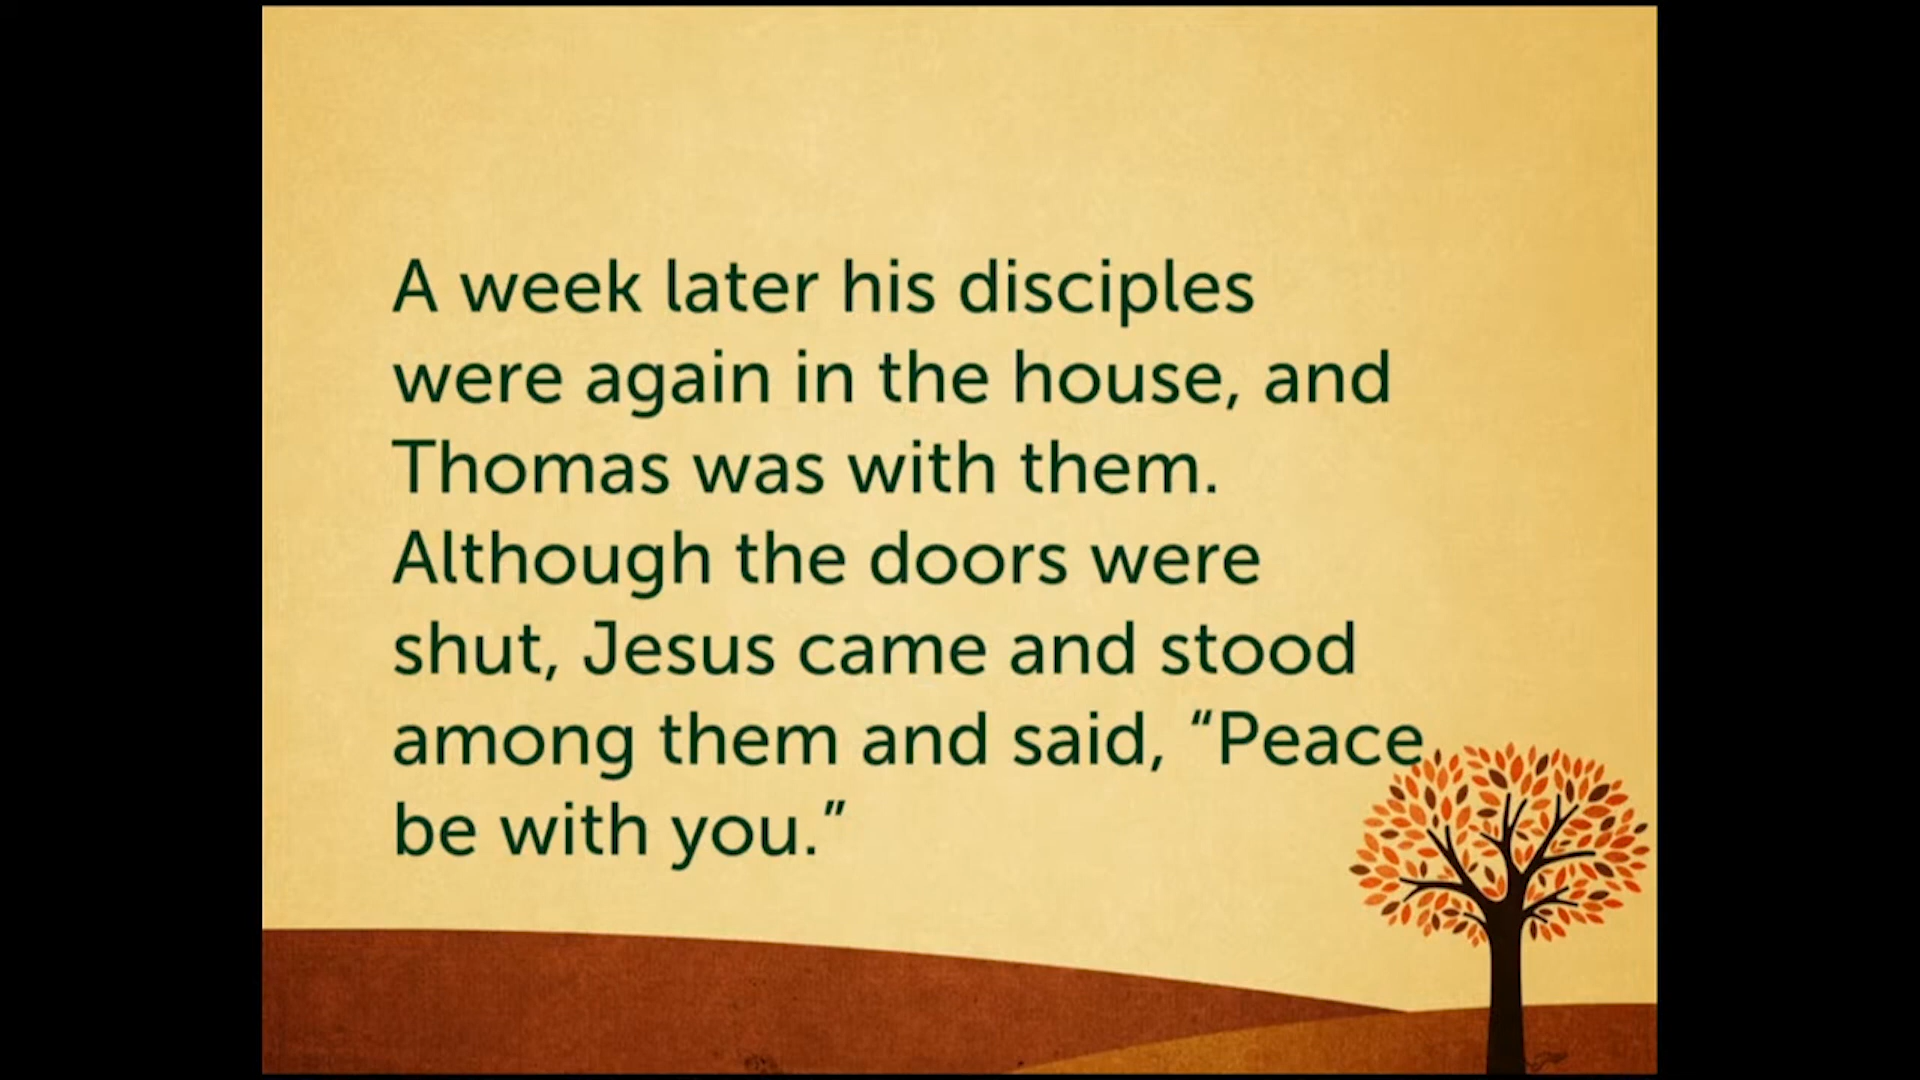 A week later his disciples
were again in the house, and
Thomas was with them.
Although the doors were
shut, Jesus came and stood
among them and said, “Peace
be with you.”